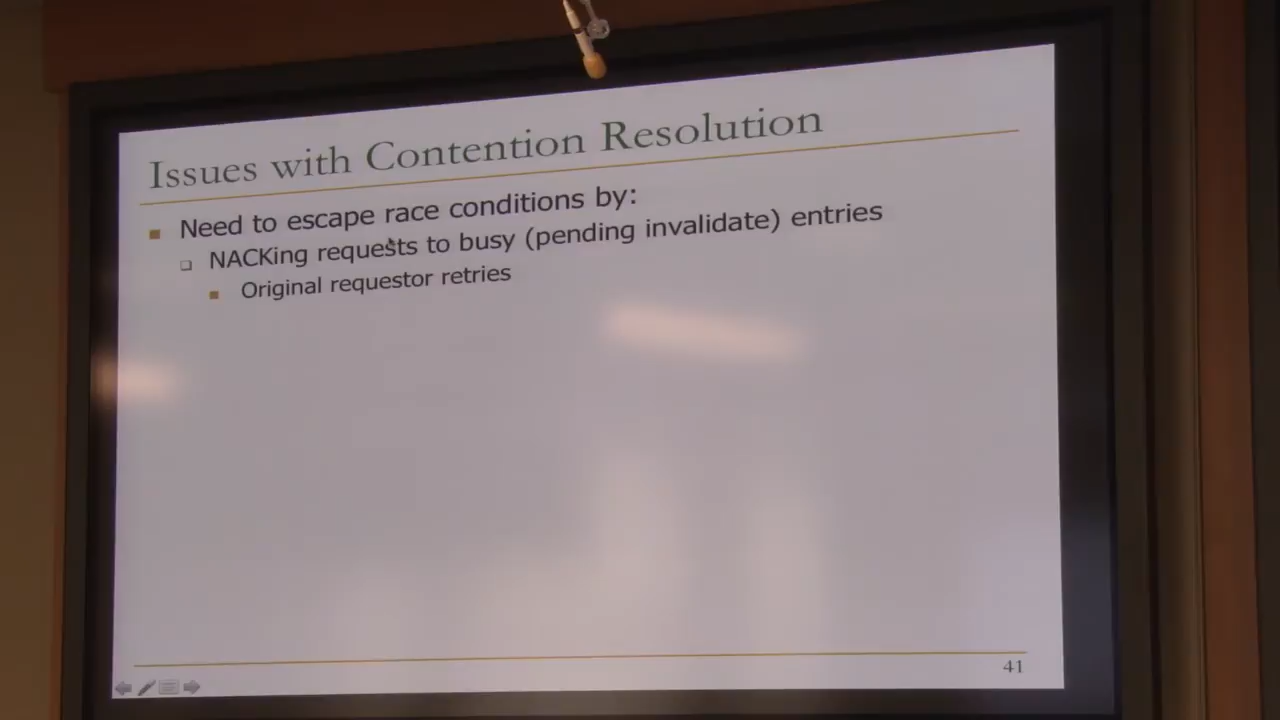 Issues with Contention Resolution
Need to escape race conditions by:
NACKing requests to busy (pending invalidate) entries
Original requestor retries
41